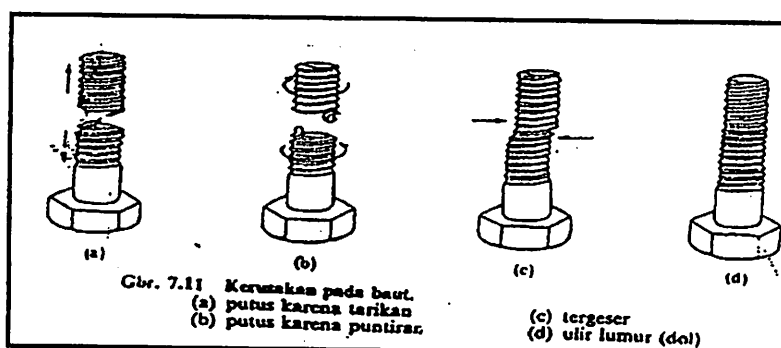 (a)
(b)
(c)
(d)
Gbr. 7.11 Kerusakan pada baut.
(a) putus karena tarikan
(b) putus karena puntiran.
(c) tergeser
(d) ulir lumur (dol)